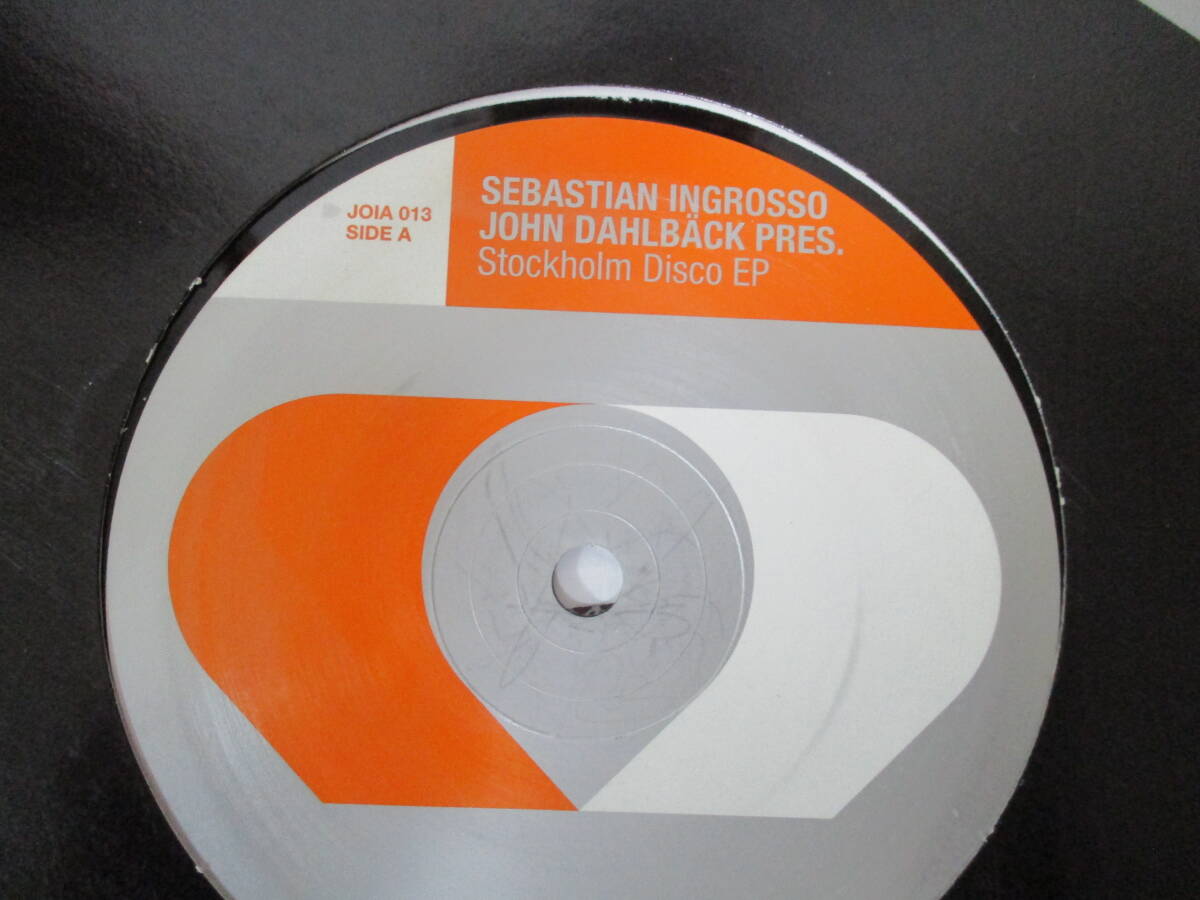 JOIA 013
SIDE A
SEBASTIAN INGROSSO
JOHN DAHLBÄCK PRES.
Stockholm Disco EP